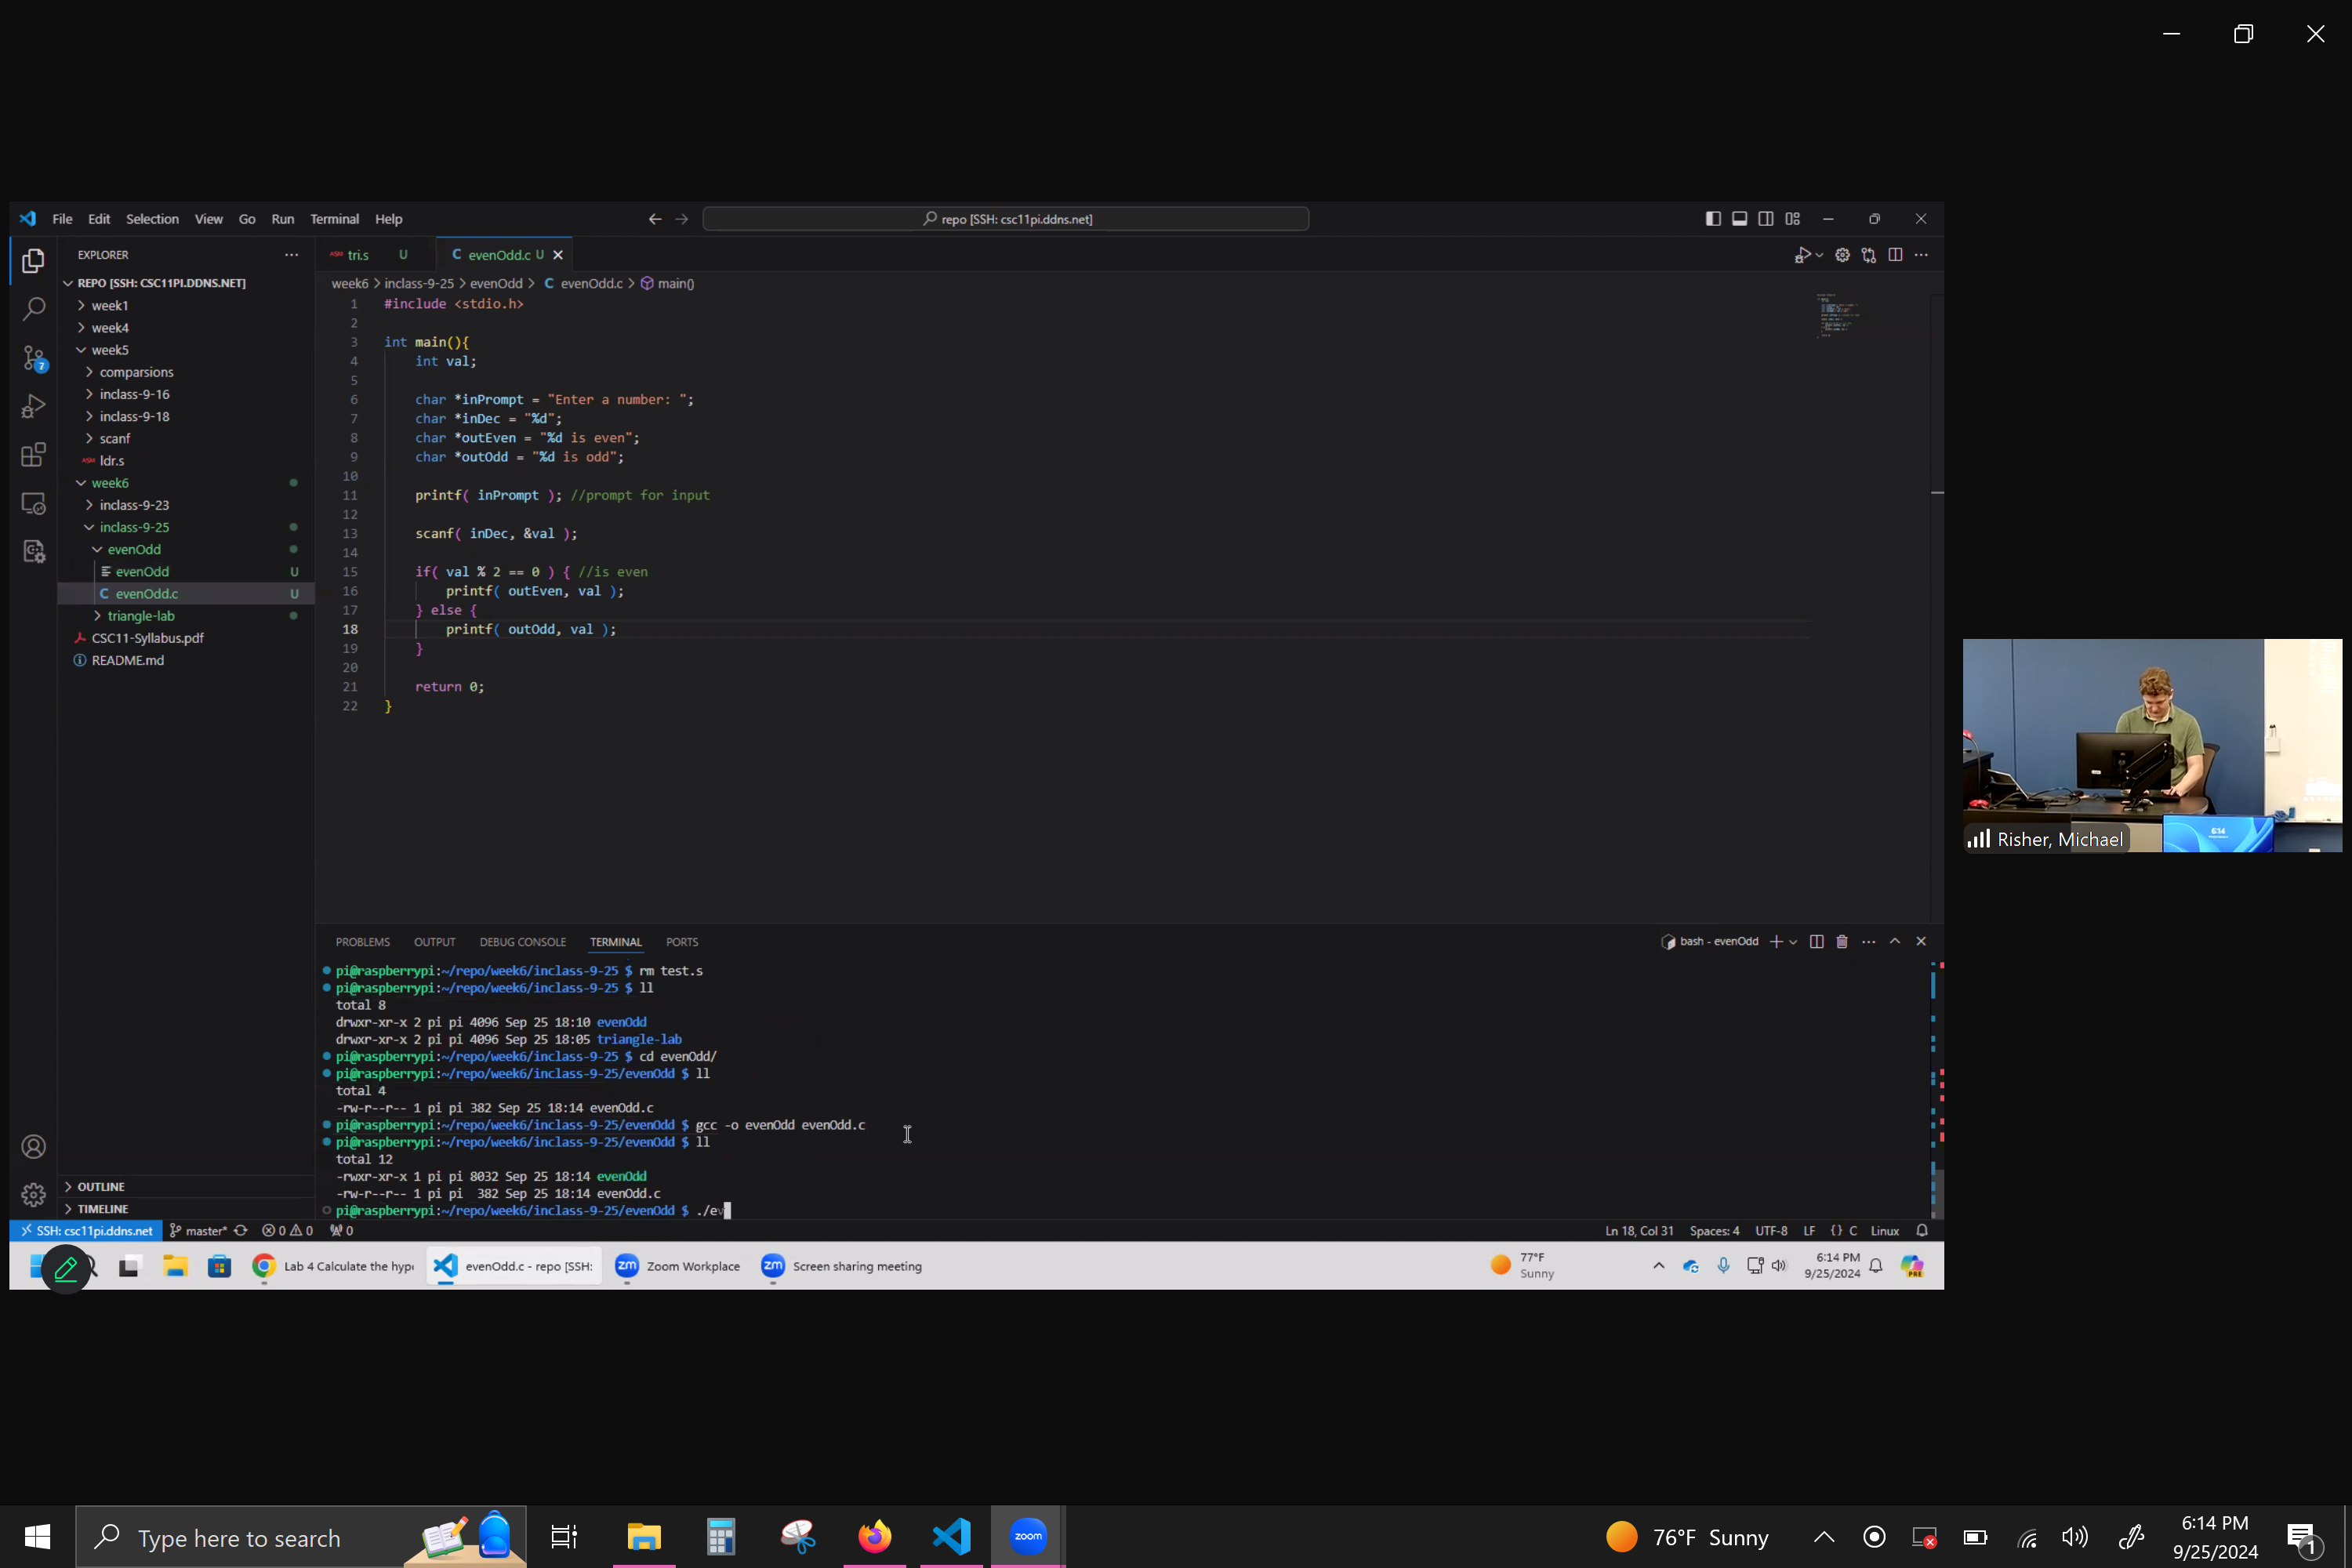 File Edit Selection View Go Run Terminal Help
repo [SSH: csc11pi.ddns.net]
EXPLORER
REPO [SSH: CSC11PI.DDNS.NET]
week1
week4
week5
comparsions
inclass-9-16
inclass-9-18
scanf
ASM ldr.s
week6
inclass-9-23
inclass-9-25
evenOdd
evenOdd U
C evenOdd.c U
triangle-lab
CSC11-Syllabus.pdf
README.md
OUTLINE
TIMELINE
7
ASM tri.s U
C evenOdd.c U
week6 > inclass-9-25 > evenOdd > C evenOdd.c > main()
1 #include <stdio.h>
2
3 int main(){
4 int val;
5
6 char *inPrompt = "Enter a number: ";
7 char *inDec = "%d";
8 char *outEven = "%d is even";
9 char *outOdd = "%d is odd";
10
11 printf( inPrompt ); //prompt for input
12
13 scanf( inDec, &val );
14
15 if( val % 2 == 0 ) { //is even
16 printf( outEven, val );
17 } else {
18 printf( outOdd, val );
19 }
20
21 return 0;
22 }
PROBLEMS OUTPUT DEBUG CONSOLE TERMINAL PORTS
bash - evenOdd
pi@raspberrypi:~/repo/week6/inclass-9-25 $ rm test.s
pi@raspberrypi:~/repo/week6/inclass-9-25 $ ll
total 8
drwxr-xr-x 2 pi pi 4096 Sep 25 18:10 evenOdd
drwxr-xr-x 2 pi pi 4096 Sep 25 18:05 triangle-lab
pi@raspberrypi:~/repo/week6/inclass-9-25 $ cd evenOdd/
pi@raspberrypi:~/repo/week6/inclass-9-25/evenOdd $ ll
total 4
-rw-r--r-- 1 pi pi 382 Sep 25 18:14 evenOdd.c
pi@raspberrypi:~/repo/week6/inclass-9-25/evenOdd $ gcc -o evenOdd evenOdd.c
pi@raspberrypi:~/repo/week6/inclass-9-25/evenOdd $ ll
total 12
-rwxr-xr-x 1 pi pi 8032 Sep 25 18:14 evenOdd
-rw-r--r-- 1 pi pi  382 Sep 25 18:14 evenOdd.c
pi@raspberrypi:~/repo/week6/inclass-9-25/evenOdd $ ./ev
SSH: csc11pi.ddns.net master* 0 0 0
Ln 18, Col 31 Spaces: 4 UTF-8 LF {} C Linux
Lab 4 Calculate the hyp
evenOdd.c - repo [SSH:
zm Zoom Workplace
zm Screen sharing meeting
77°F
Sunny
6:14 PM
9/25/2024
PRE
6:14
Risher, Michael
Type here to search
zoom
76°F Sunny
6:14 PM
9/25/2024
1